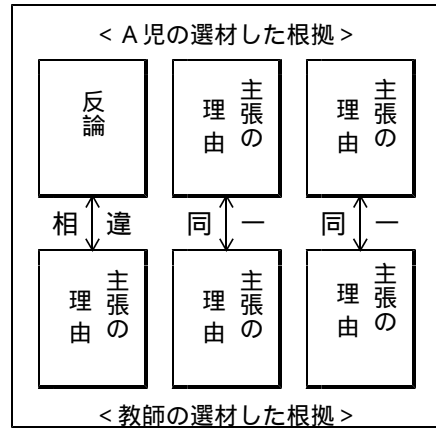 ＜Ａ児の選材した根拠＞
反論
主張の
理由
主張の
理由
相違
同一
同一
主張の
理由
主張の
理由
主張の
理由
＜教師の選材した根拠＞